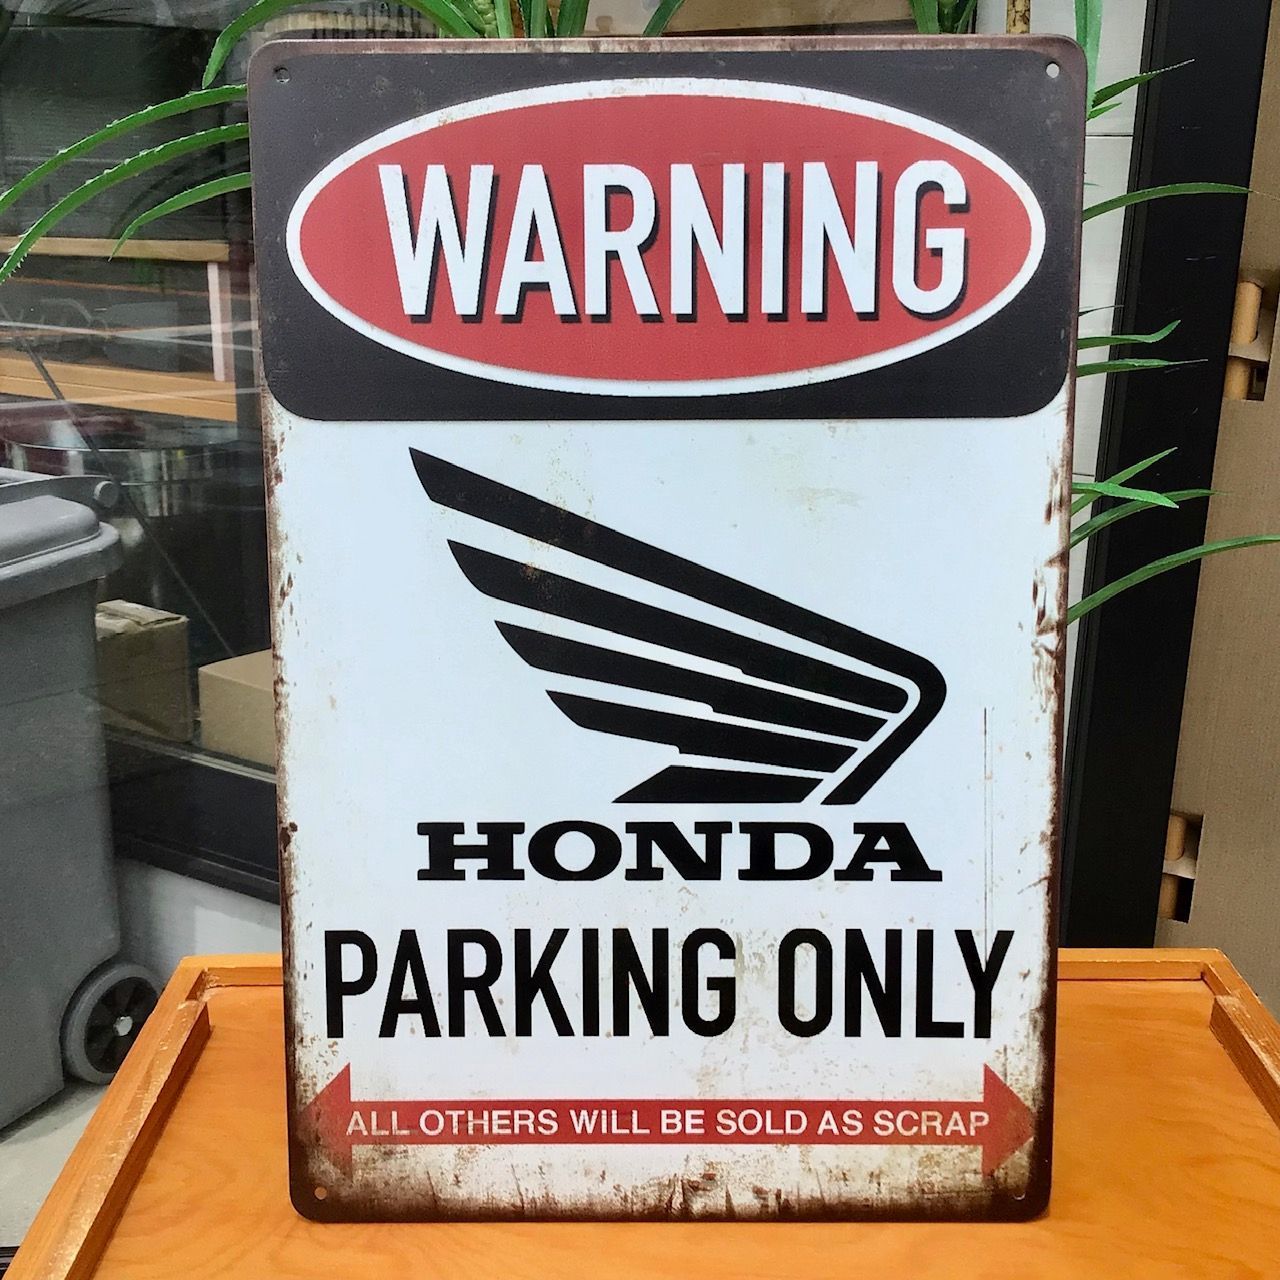 WARNING
HONDA
PARKING ONLY
ALL OTHERS WILL BE SOLD AS SCRAP